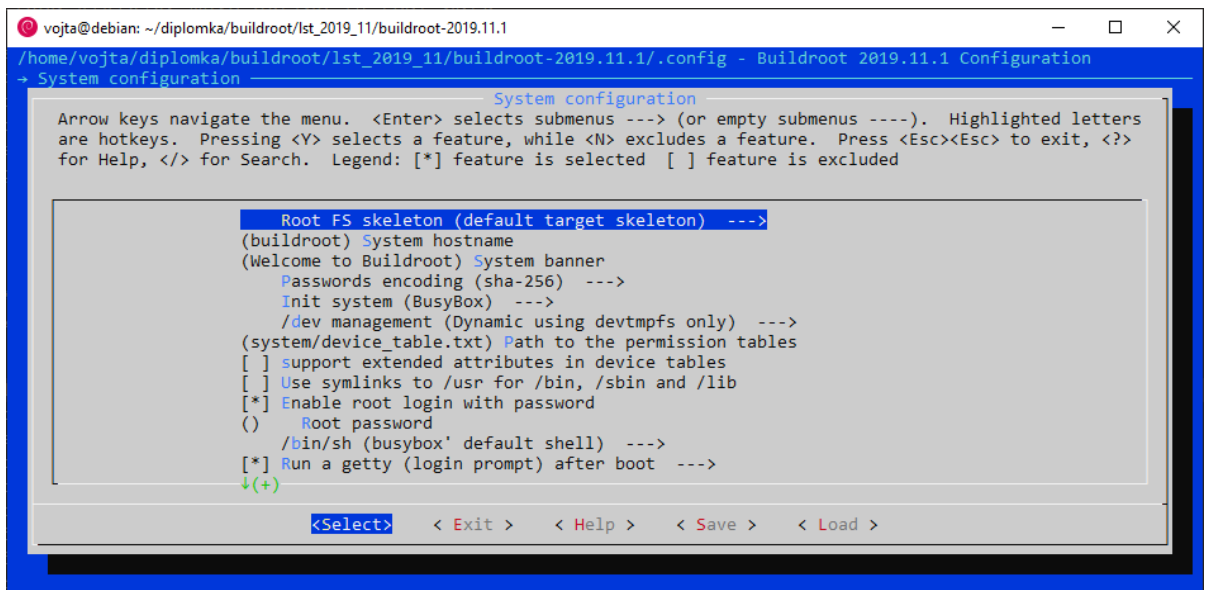 vojta@debian: ~/diplomka/buildroot/lst_2019_11/buildroot-2019.11.1
/home/vojta/diplomka/buildroot/lst_2019_11/buildroot-2019.11.1/.config - Buildroot 2019.11.1 Configuration
→ System configuration
System configuration
Arrow keys navigate the menu.  <Enter> selects submenus ---> (or empty submenus ----).  Highlighted letters
are hotkeys.  Pressing <Y> selects a feature, while <N> excludes a feature.  Press <Esc><Esc> to exit, <?>
for Help, </> for Search.  Legend: [*] feature is selected  [ ] feature is excluded
Root FS skeleton (default target skeleton)  --->
(buildroot) System hostname
(Welcome to Buildroot) System banner
Passwords encoding (sha-256)  --->
Init system (BusyBox)  --->
/dev management (Dynamic using devtmpfs only)  --->
(system/device_table.txt) Path to the permission tables
[ ] support extended attributes in device tables
[ ] Use symlinks to /usr for /bin, /sbin and /lib
[*] Enable root login with password
()    Root password
/bin/sh (busybox' default shell)  --->
[*] Run a getty (login prompt) after boot  --->
↓(+)
<Select>    < Exit >    < Help >    < Save >    < Load >